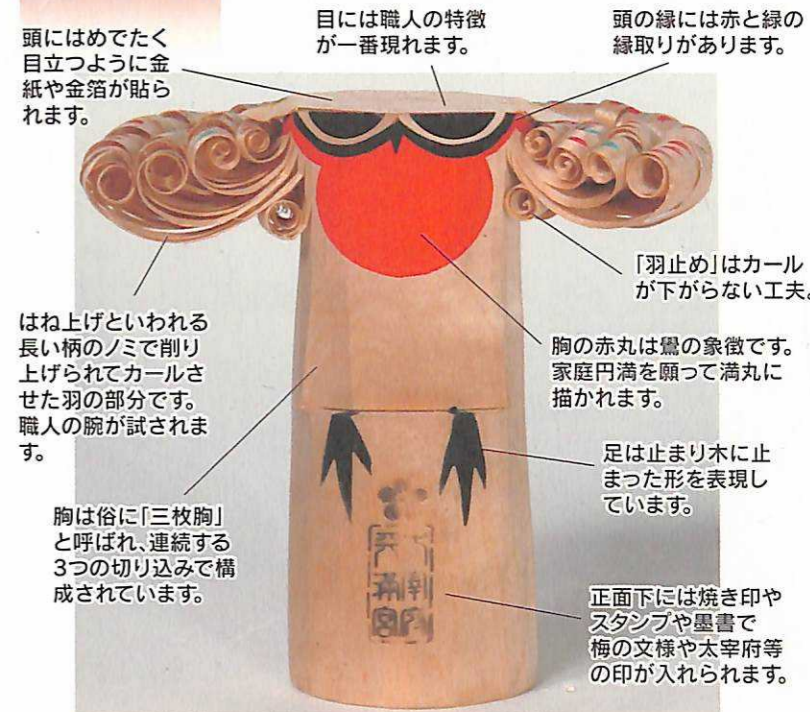 頭にはめでたく
目立つように金
紙や金箔が貼ら
れます。
目には職人の特徴
が一番現れます。
頭の縁には赤と緑の
縁取りがあります。
「羽止め」はカール
が下がらない工夫。
はね上げといわれる
長い柄のノミで削り
上げられてカールさ
せた羽の部分です。
職人の腕が試されま
す。
胸の赤丸は鷽の象徴です。
家庭円満を願って満丸に
描かれます。
足は止まり木に止
まった形を表現し
ています。
胸は俗に「三枚胸」
と呼ばれ、連続する
3つの切り込みで構
成されています。
正面下には焼き印や
スタンプや墨書で
梅の文様や太宰府等
の印が入れられます。